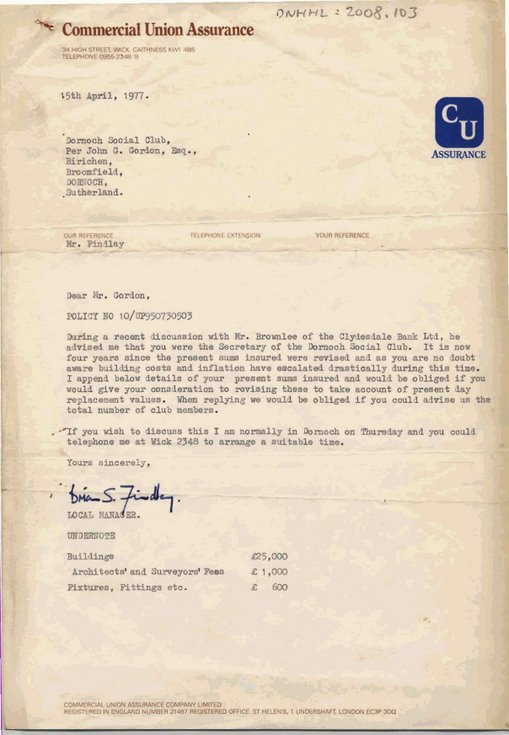 DNHHL : 2008.103
Commercial Union Assurance
34 HIGH STREET, WICK, CAITHNESS KW1 4BS
TELEPHONE 0955 2348/9
15th April, 1977.
CU
ASSURANCE
Dornoch Social Club,
Per John G. Gordon, Esq.,
Birichen,
Broomfield,
DORNOCH,
Sutherland.
OUR REFERENCE TELEPHONE EXTENSION YOUR REFERENCE
Mr. Findlay
Dear Mr. Gordon,
POLICY NO 10/UP950730503
During a recent discussion with Mr. Brownlee of the Clydesdale Bank Ltd, he
advised me that you were the Secretary of the Dornoch Social Club. It is now
four years since the present sums insured were revised and as you are no doubt
aware building costs and inflation have escalated drastically during this time.
I append below details of your present sums insured and would be obliged if you
would give your consideration to revising these to take account of present day
replacement values. When replying we would be obliged if you could advise us the
total number of club members.
If you wish to discuss this I am normally in Dornoch on Thursday and you could
telephone me at Wick 2348 to arrange a suitable time.
Yours sincerely,
Brian S. Findlay.
LOCAL MANAGER.
UNDERNOTE
Buildings £25,000
Architects' and Surveyors' Fees £ 1,000
Fixtures, Fittings etc. £ 600
COMMERCIAL UNION ASSURANCE COMPANY LIMITED
REGISTERED IN ENGLAND NUMBER 21487 REGISTERED OFFICE, ST HELEN'S, 1 UNDERSHAFT, LONDON EC3P 3DQ